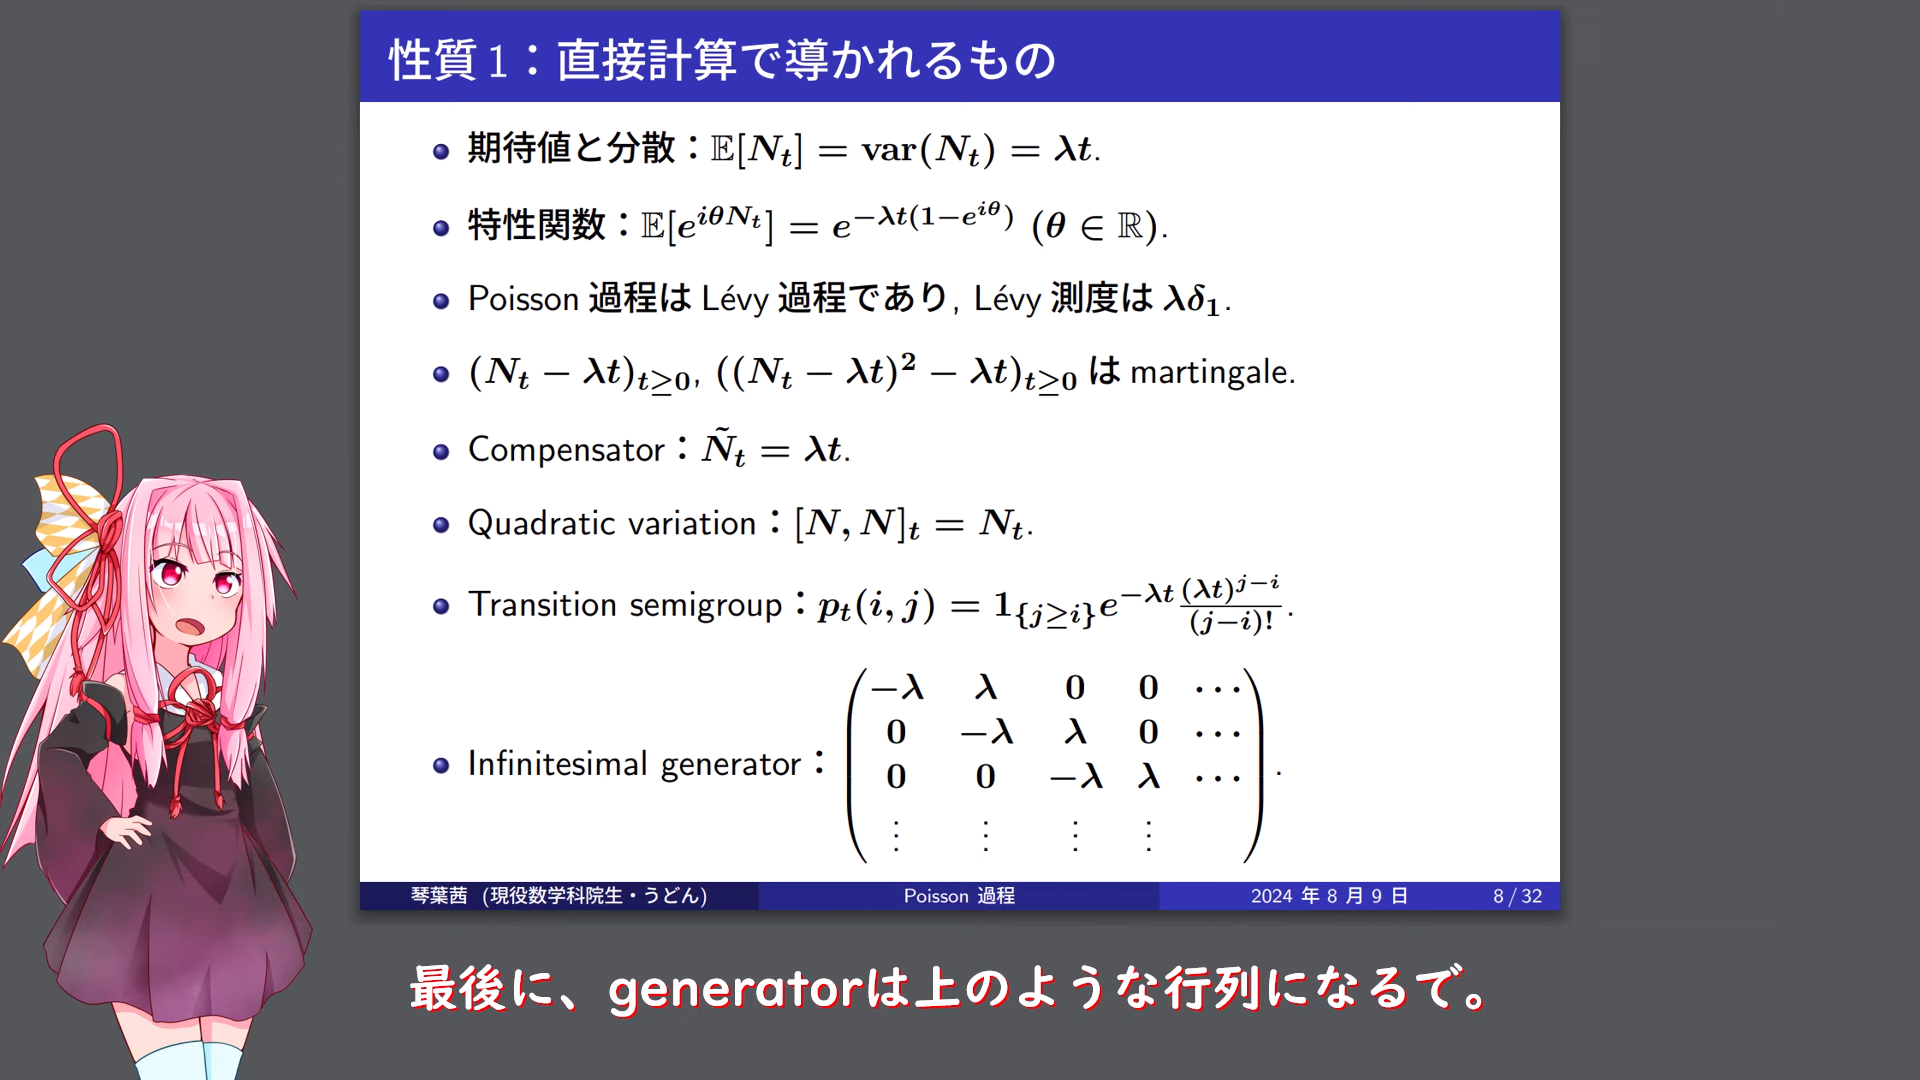 性質 1：直接計算で導かれるもの
期待値と分散：𝔼[N_t] = var(N_t) = λt.
特性関数：𝔼[e^{iθN_t}] = e^{−λt(1−e^{iθ})} (θ ∈ ℝ).
Poisson 過程は Lévy 過程であり, Lévy 測度は λδ_1.
(N_t − λt)_{t≥0}, ((N_t − λt)^2 − λt)_{t≥0} は martingale.
Compensator：Ñ_t = λt.
Quadratic variation：[N, N]_t = N_t.
Transition semigroup：p_t(i, j) = 1_{{j≥i}} e^{−λt} \frac{(λt)^{j−i}}{(j−i)!}.
Infinitesimal generator：
−λ λ 0 0 ⋯
0 −λ λ 0 ⋯
0 0 −λ λ ⋯
⋮ ⋮ ⋮ ⋮
.
琴葉茜 (現役数学科院生・うどん) Poisson 過程 2024 年 8 月 9 日 8 / 32
最後に、generatorは上のような行列になるで。